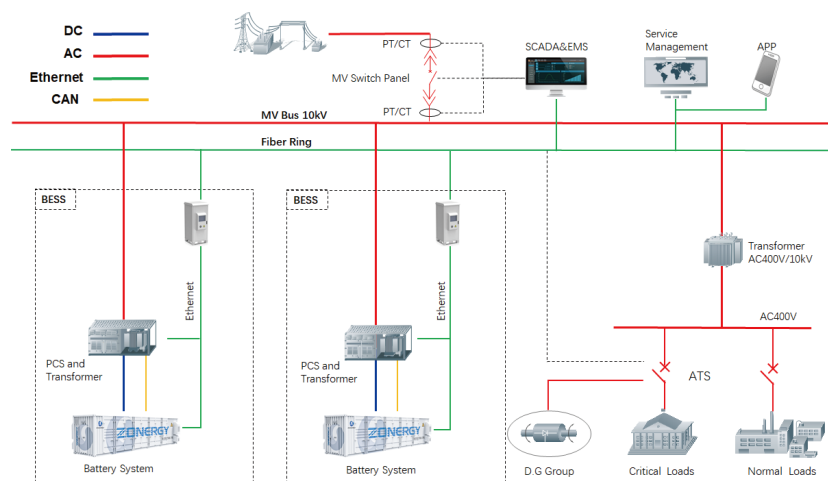 DC
AC
Ethernet
CAN
PT/CT
MV Switch Panel
PT/CT
SCADA&EMS
Service
Management
APP
MV Bus 10kV
Fiber Ring
BESS
Ethernet
PCS and
Transformer
ZONERGY
Battery System
BESS
Ethernet
PCS and
Transformer
ZONERGY
Battery System
Transformer
AC400V/10kV
AC400V
ATS
D.G Group
Critical Loads
Normal Loads